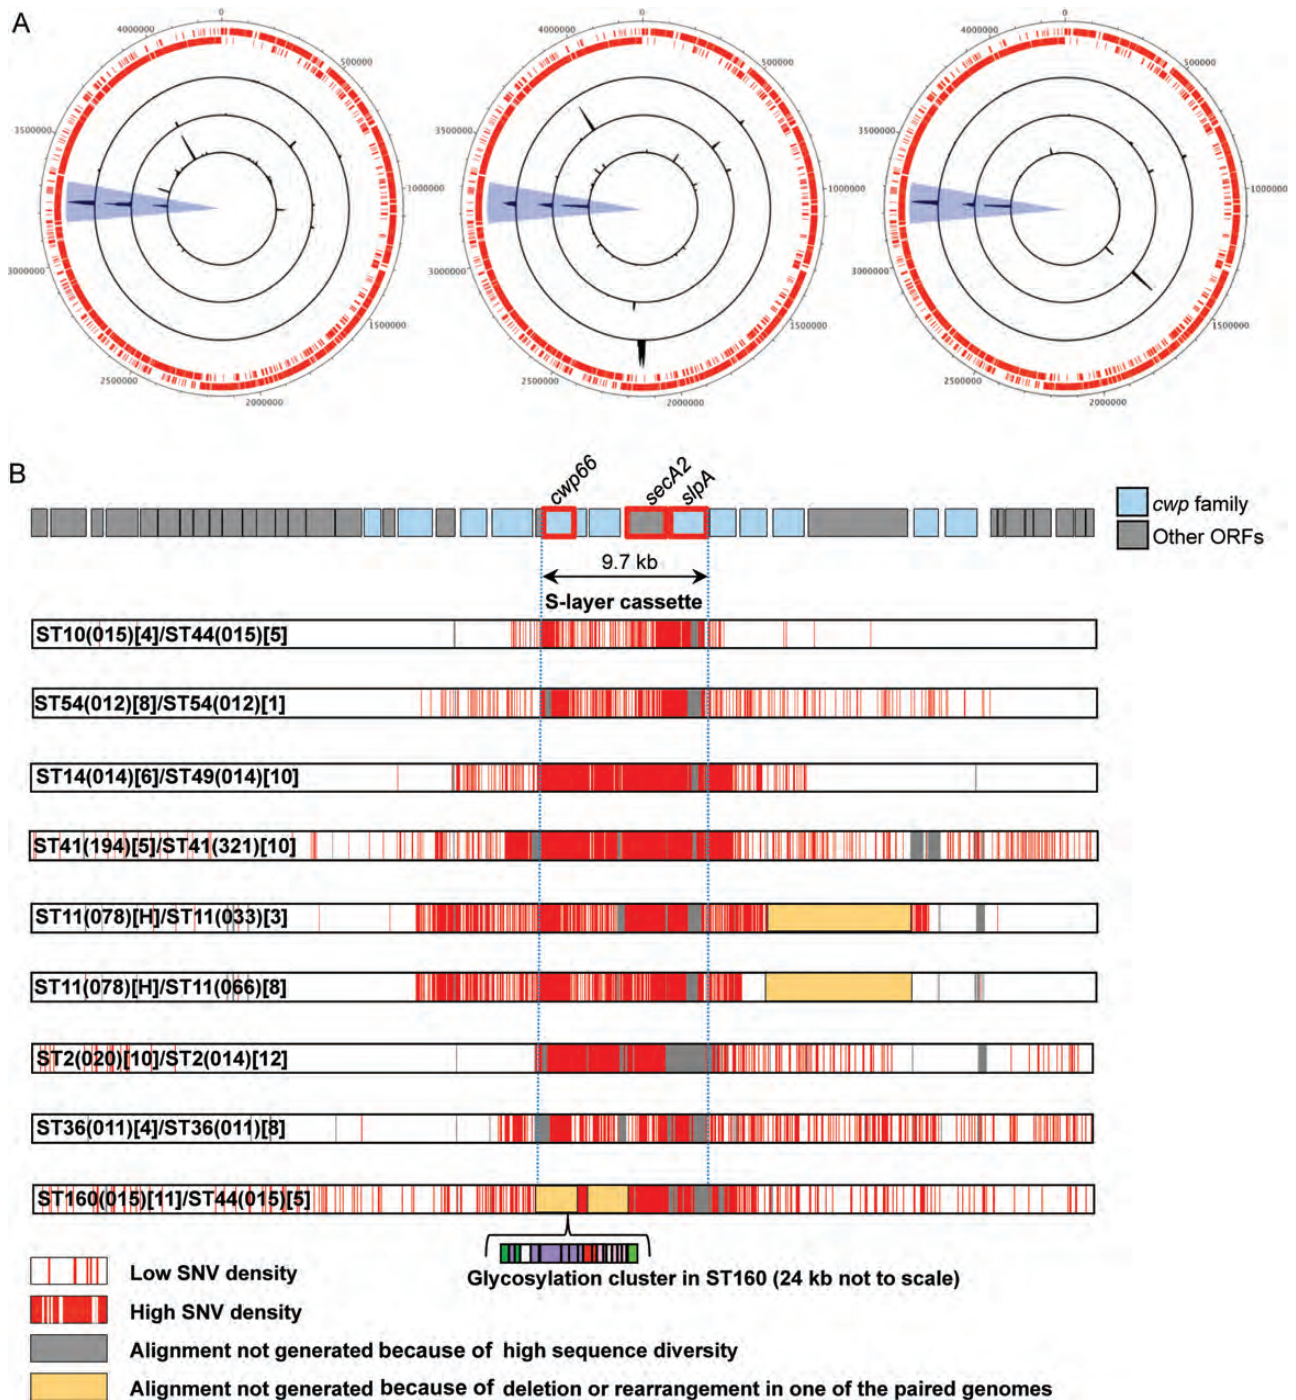 A
0
500000
1000000
1500000
2000000
2500000
3000000
3500000
4000000
0
500000
1000000
1500000
2000000
2500000
3000000
3500000
4000000
0
500000
1000000
1500000
2000000
2500000
3000000
3500000
4000000
B
cwp66
secA2
slpA
cwp family
Other ORFs
9.7 kb
S-layer cassette
ST10(015)[4]/ST44(015)[5]
ST54(012)[8]/ST54(012)[1]
ST14(014)[6]/ST49(014)[10]
ST41(194)[5]/ST41(321)[10]
ST11(078)[H]/ST11(033)[3]
ST11(078)[H]/ST11(066)[8]
ST2(020)[10]/ST2(014)[12]
ST36(011)[4]/ST36(011)[8]
ST160(015)[11]/ST44(015)[5]
Glycosylation cluster in ST160 (24 kb not to scale)
Low SNV density
High SNV density
Alignment not generated because of high sequence diversity
Alignment not generated because of deletion or rearrangement in one of the paired genomes